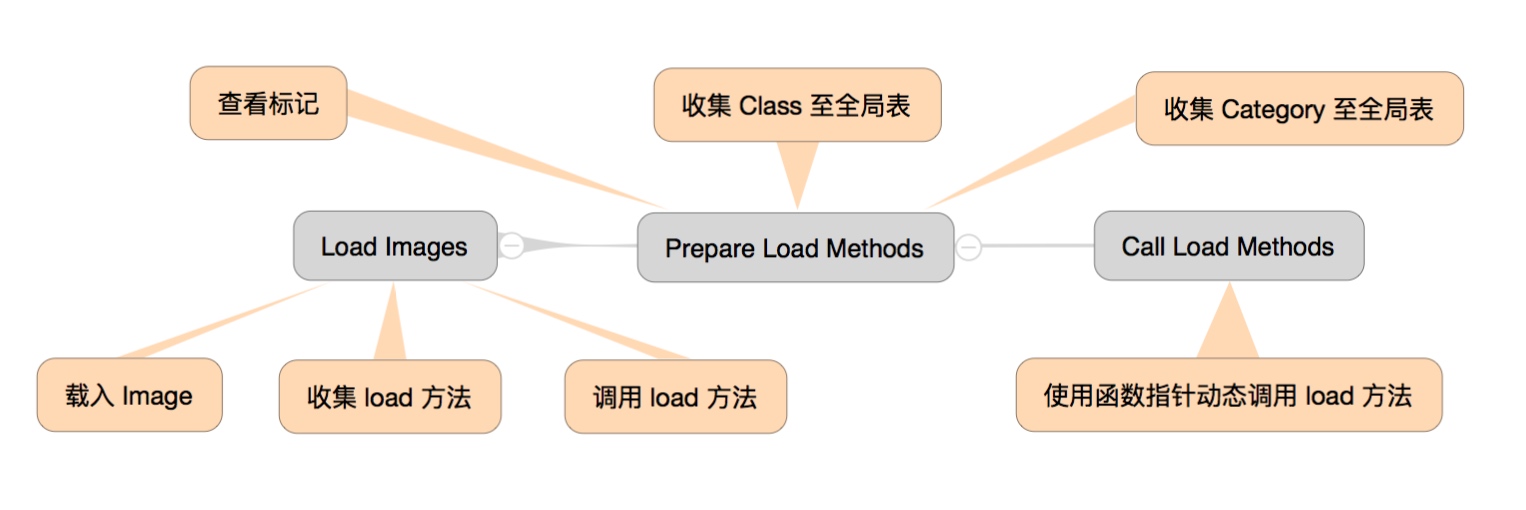 查看标记
收集 Class 至全局表
收集 Category 至全局表
Load Images
Prepare Load Methods
Call Load Methods
载入 Image
收集 load 方法
调用 load 方法
使用函数指针动态调用 load 方法